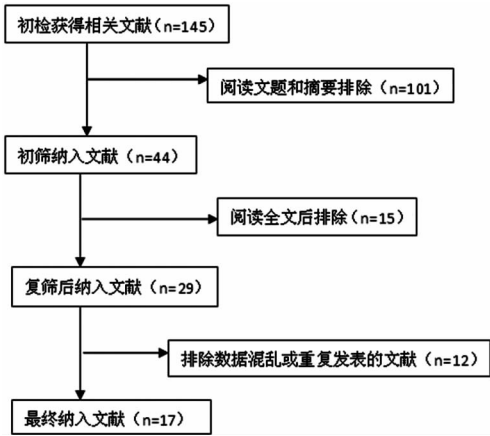 初检获得相关文献(n=145)
阅读文题和摘要排除(n=101)
初筛纳入文献(n=44)
阅读全文后排除(n=15)
复筛后纳入文献(n=29)
排除数据混乱或重复发表的文献(n=12)
最终纳入文献(n=17)